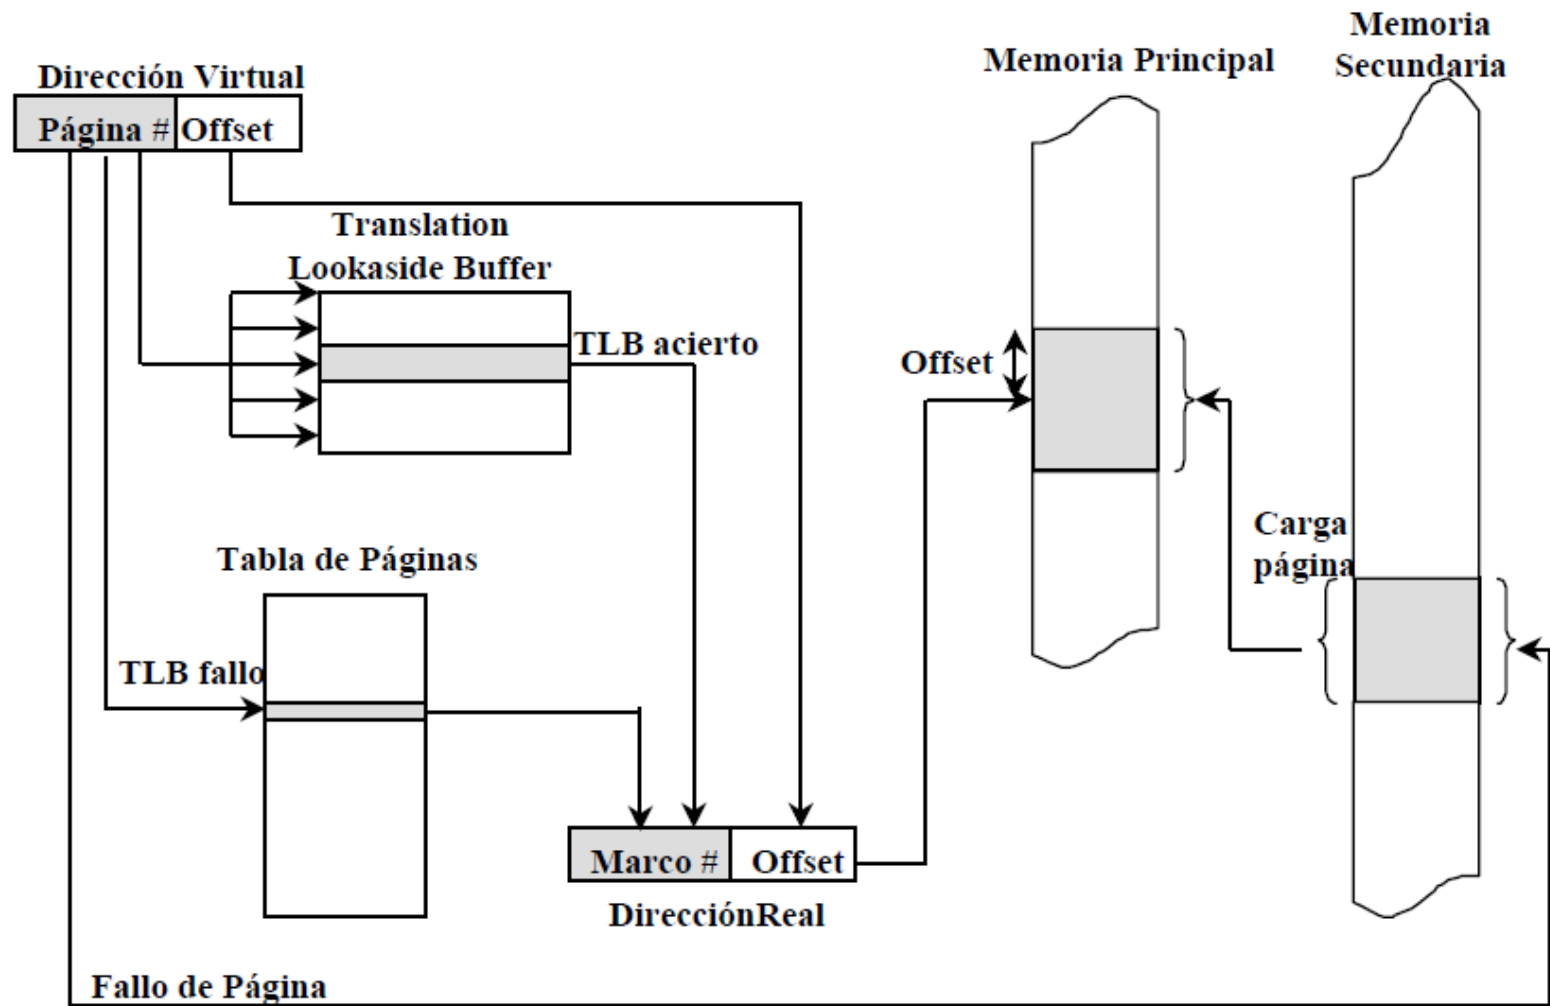 Memoria
Secundaria
Memoria Principal
Dirección Virtual
Página # Offset
Translation
Lookaside Buffer
TLB acierto
Offset
Carga
página
Tabla de Páginas
TLB fallo
Marco # Offset
DirecciónReal
Fallo de Página